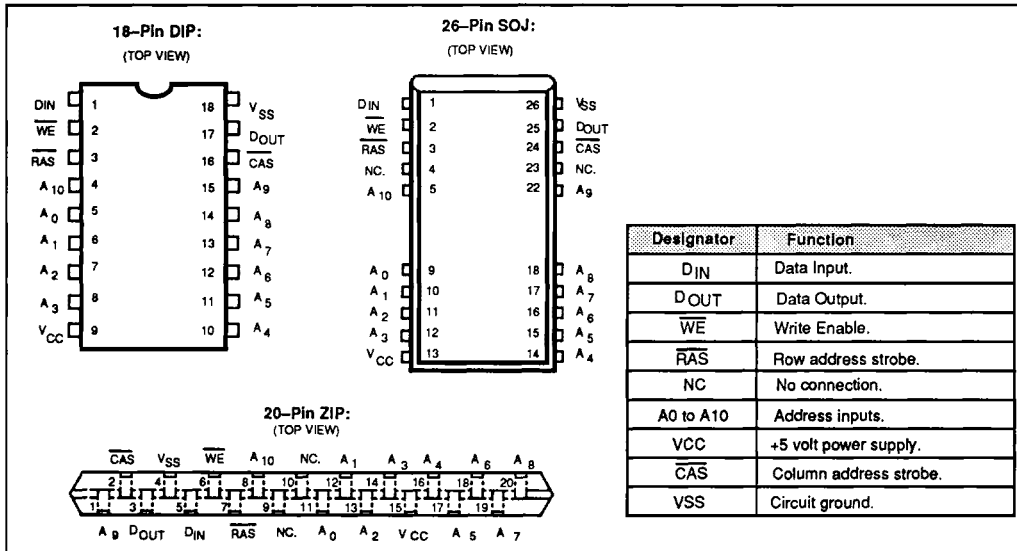 18–Pin DIP:
(TOP VIEW)
DIN 1 18 VSS
WE 2 17 DOUT
RAS 3 16 CAS
A10 4 15 A9
A0 5 14 A8
A1 6 13 A7
A2 7 12 A6
A3 8 11 A5
VCC 9 10 A4
26–Pin SOJ:
(TOP VIEW)
DIN 1 26 VSS
WE 2 25 DOUT
RAS 3 24 CAS
NC. 4 23 NC.
A10 5 22 A9
A0 9 18 A8
A1 10 17 A7
A2 11 16 A6
A3 12 15 A5
VCC 13 14 A4
20–Pin ZIP:
(TOP VIEW)
CAS VSS WE A10 NC. A1 A3 A4 A6 A8
2 4 6 8 10 12 14 16 18 20
1 3 5 7 9 11 13 15 17 19
A9 DOUT DIN RAS NC. A0 A2 VCC A5 A7
Designator Function
DIN Data Input.
DOUT Data Output.
WE Write Enable.
RAS Row address strobe.
NC No connection.
A0 to A10 Address inputs.
VCC +5 volt power supply.
CAS Column address strobe.
VSS Circuit ground.